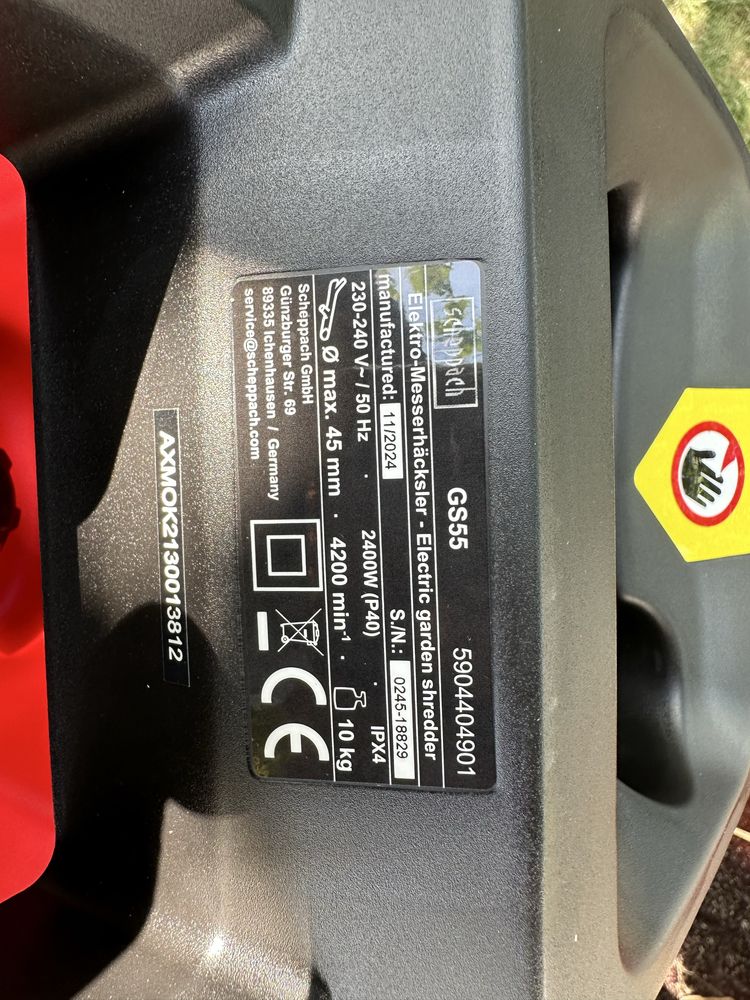 scheppach
GS55
5904404901
Elektro-Messerhäcksler · Electric garden shredder
manufactured: 11/2024 S./N.: 0245-18829
230-240 V~ / 50 Hz · 2400W (P40) · IPX4
Ø max. 45 mm · 4200 min-1 · 10 kg
Scheppach GmbH
Günzburger Str. 69
89335 Ichenhausen / Germany
service@scheppach.com
CE
AXMOK2130013812